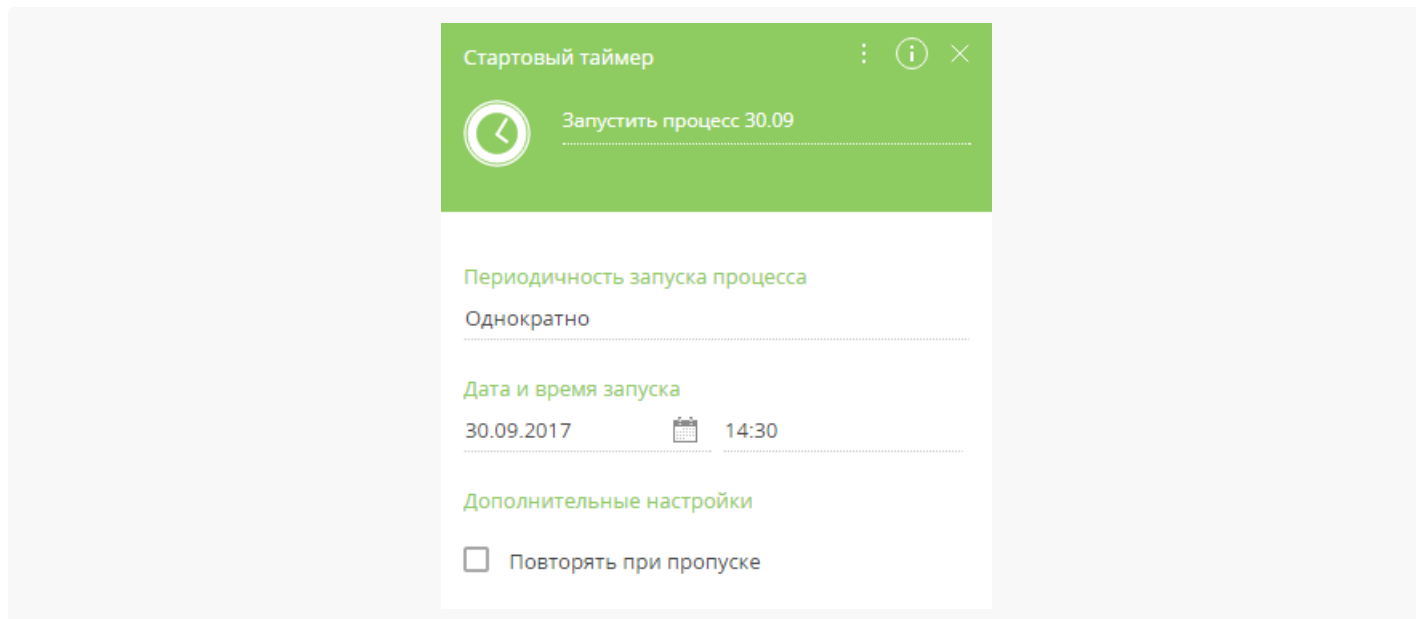 Стартовый таймер
Запустить процесс 30.09
Периодичность запуска процесса
Однократно
Дата и время запуска
30.09.2017 14:30
Дополнительные настройки
Повторять при пропуске